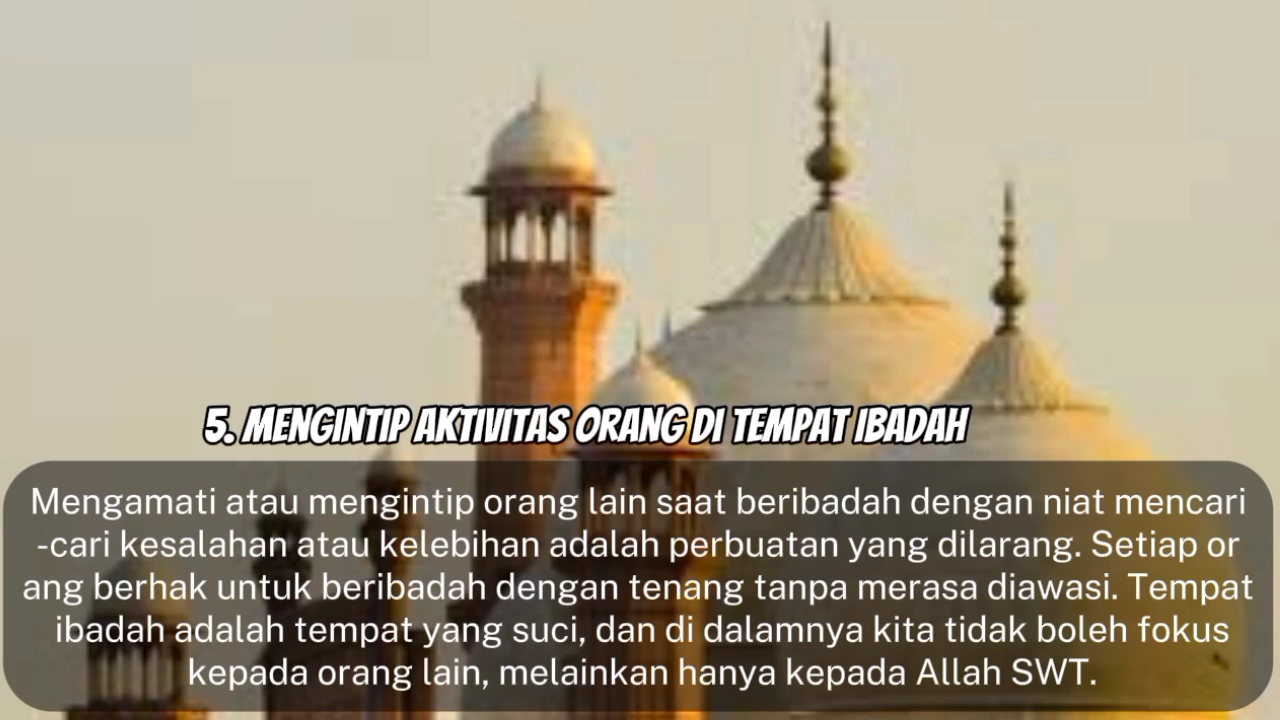 5. MENGINTIP AKTIVITAS ORANG DI TEMPAT IBADAH
Mengamati atau mengintip orang lain saat beribadah dengan niat mencari
-cari kesalahan atau kelebihan adalah perbuatan yang dilarang. Setiap or
ang berhak untuk beribadah dengan tenang tanpa merasa diawasi. Tempat
ibadah adalah tempat yang suci, dan di dalamnya kita tidak boleh fokus
kepada orang lain, melainkan hanya kepada Allah SWT.